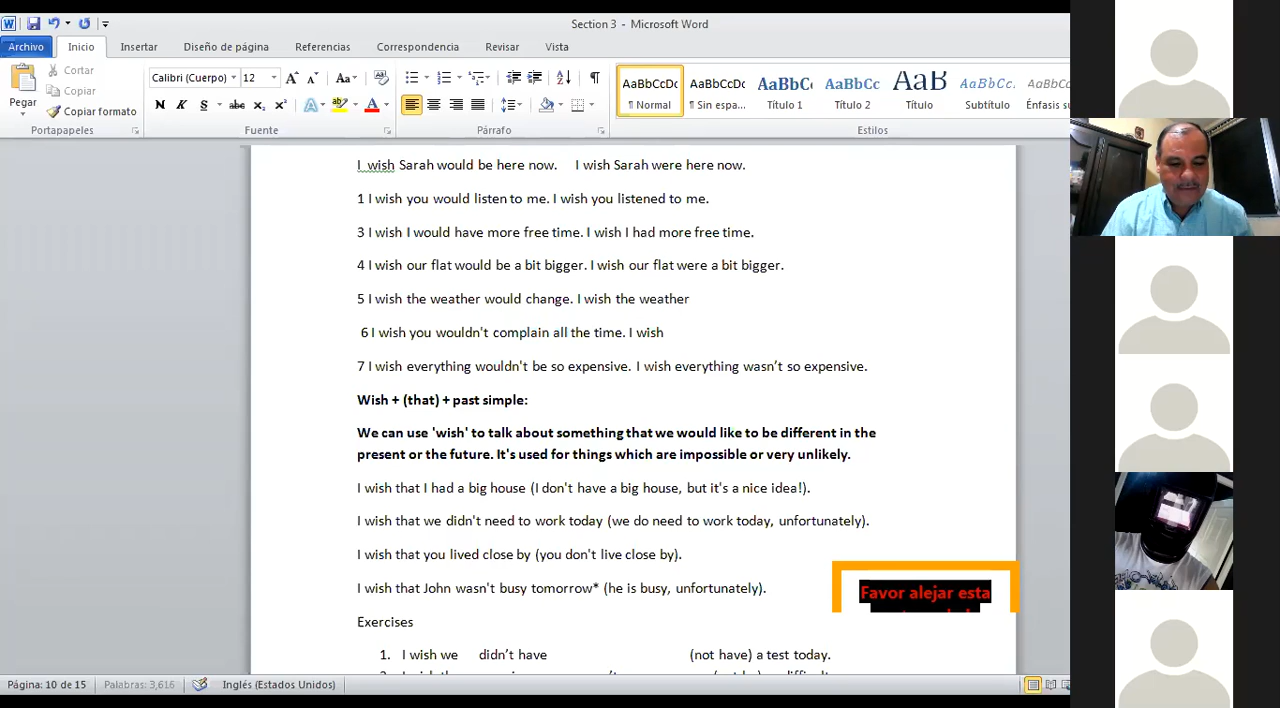 Section 3 - Microsoft Word
Archivo Inicio Insertar Diseño de página Referencias Correspondencia Revisar Vista
Pegar
Cortar
Copiar
Copiar formato
Calibri (Cuerpo) 12
AaBbCcDc AaBbCcDc AaBbC AaBbCc AaB AaBbCc. AaBbCc
¶ Normal ¶ Sin espa... Título 1 Título 2 Título Subtítulo Énfasis su
Portapapeles Fuente Párrafo Estilos
I wish Sarah would be here now. I wish Sarah were here now.
1 I wish you would listen to me. I wish you listened to me.
3 I wish I would have more free time. I wish I had more free time.
4 I wish our flat would be a bit bigger. I wish our flat were a bit bigger.
5 I wish the weather would change. I wish the weather
6 I wish you wouldn't complain all the time. I wish
7 I wish everything wouldn't be so expensive. I wish everything wasn’t so expensive.
Wish + (that) + past simple:
We can use 'wish' to talk about something that we would like to be different in the
present or the future. It's used for things which are impossible or very unlikely.
I wish that I had a big house (I don't have a big house, but it's a nice idea!).
I wish that we didn't need to work today (we do need to work today, unfortunately).
I wish that you lived close by (you don't live close by).
I wish that John wasn't busy tomorrow* (he is busy, unfortunately).
Favor alejar esta
Exercises
1. I wish we didn’t have (not have) a test today.
Página: 10 de 15 Palabras: 3,616 Inglés (Estados Unidos)